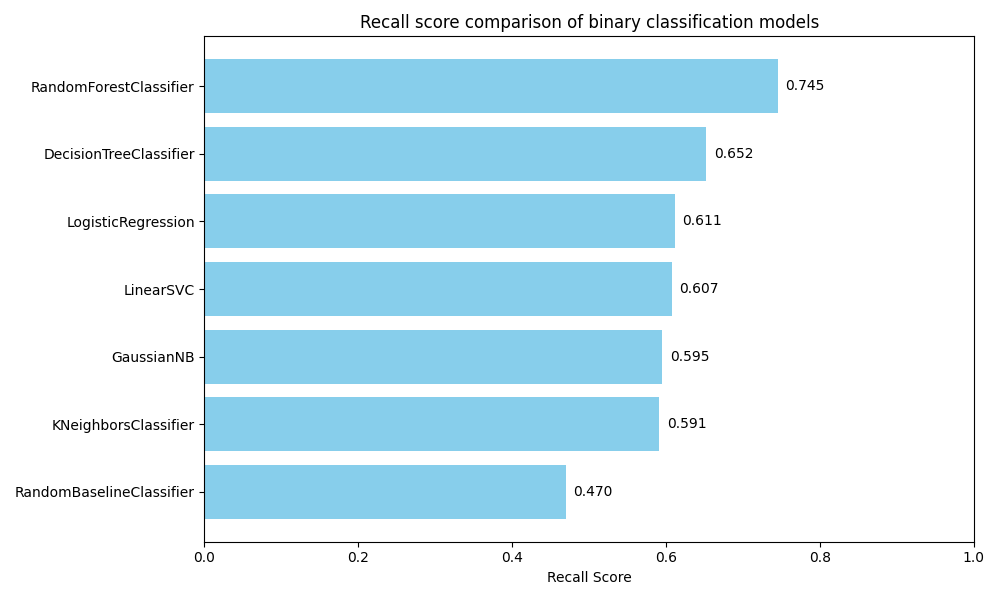 Recall score comparison of binary classification models
RandomForestClassifier 0.745
DecisionTreeClassifier 0.652
LogisticRegression 0.611
LinearSVC 0.607
GaussianNB 0.595
KNeighborsClassifier 0.591
RandomBaselineClassifier 0.470
0.0 0.2 0.4 0.6 0.8 1.0
Recall Score